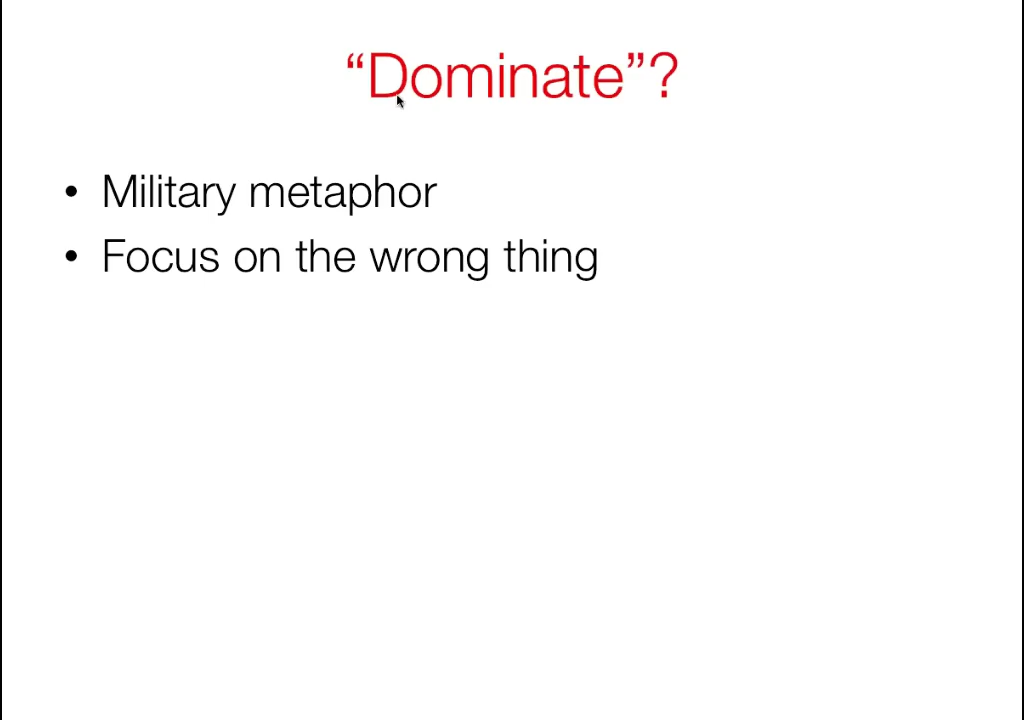 “Dominate”?
• Military metaphor
• Focus on the wrong thing